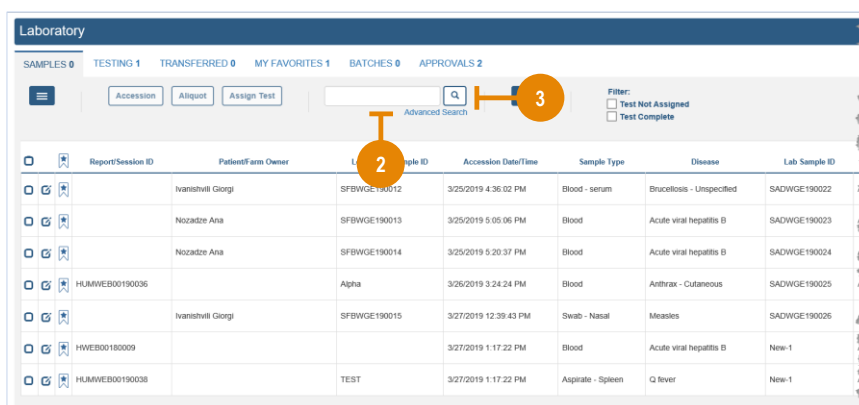 Laboratory
SAMPLES 0 TESTING 1 TRANSFERRED 0 MY FAVORITES 1 BATCHES 0 APPROVALS 2
Accession Aliquot Assign Test
Advanced Search
3
Filter:
Test Not Assigned
Test Complete
2
Report/Session ID Patient/Farm Owner ple ID Accession Date/Time Sample Type Disease Lab Sample ID
Ivanishvili Giorgi SFBWGE190012 3/25/2019 4:36:02 PM Blood - serum Brucellosis - Unspecified SADWGE190022
Nozadze Ana SFBWGE190013 3/25/2019 5:05:06 PM Blood Acute viral hepatitis B SADWGE190023
Nozadze Ana SFBWGE190014 3/25/2019 5:20:37 PM Blood Acute viral hepatitis B SADWGE190024
HUMWEB00190036 Alpha 3/26/2019 3:24:24 PM Blood Anthrax - Cutaneous SADWGE190025
Ivanishvili Giorgi SFBWGE190015 3/27/2019 12:39:43 PM Swab - Nasal Measles SADWGE190026
HWEB00180009 3/27/2019 1:17:22 PM Blood Acute viral hepatitis B New-1
HUMWEB00190038 TEST 3/27/2019 1:17:22 PM Aspirate - Spleen Q fever New-1